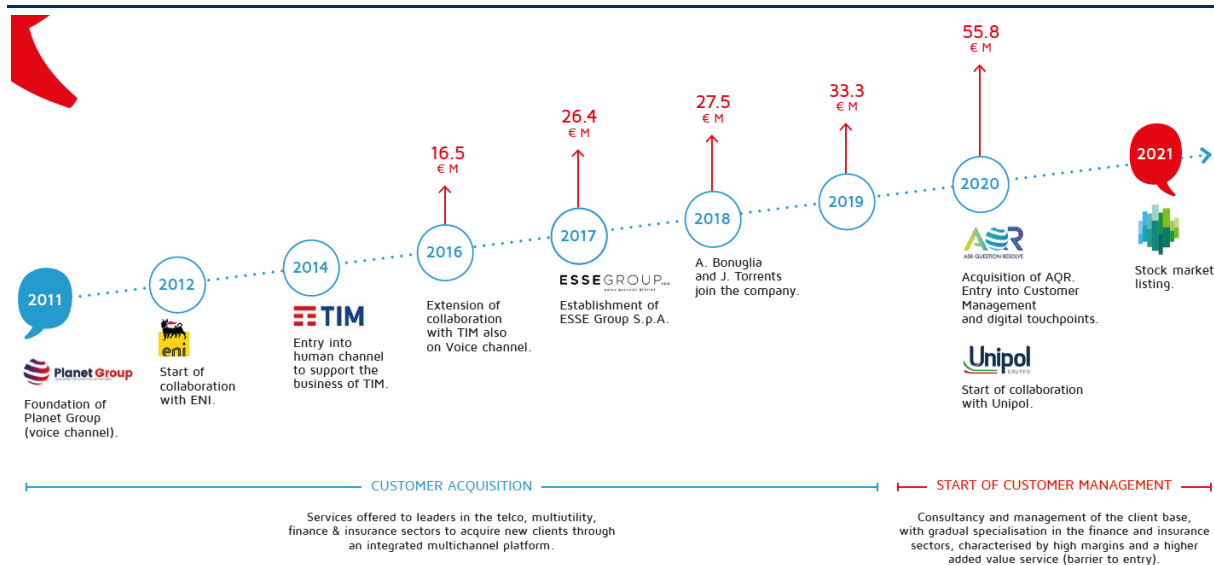 2011
Planet Group
Foundation of
Planet Group
(voice channel).
2012
eni
Start of
collaboration
with ENI.
2014
TIM
Entry into
human channel
to support the
business of TIM.
16.5
€ M
2016
Extension of
collaboration
with TIM also
on Voice channel.
26.4
€ M
2017
ESSEGROUP
Establishment of
ESSE Group S.p.A.
27.5
€ M
2018
A. Bonuglia
and J. Torrents
join the company.
33.3
€ M
2019
55.8
€ M
2020
AQR
ASK QUESTION RESOLVE
Acquisition of AQR.
Entry into Customer
Management
and digital touchpoints.
Unipol
GRUPPO
Start of collaboration
with Unipol.
2021
Stock market
listing.
CUSTOMER ACQUISITION
Services offered to leaders in the telco, multiutility,
finance & insurance sectors to acquire new clients through
an integrated multichannel platform.
START OF CUSTOMER MANAGEMENT
Consultancy and management of the client base,
with gradual specialisation in the finance and insurance
sectors, characterised by high margins and a higher
added value service (barrier to entry).